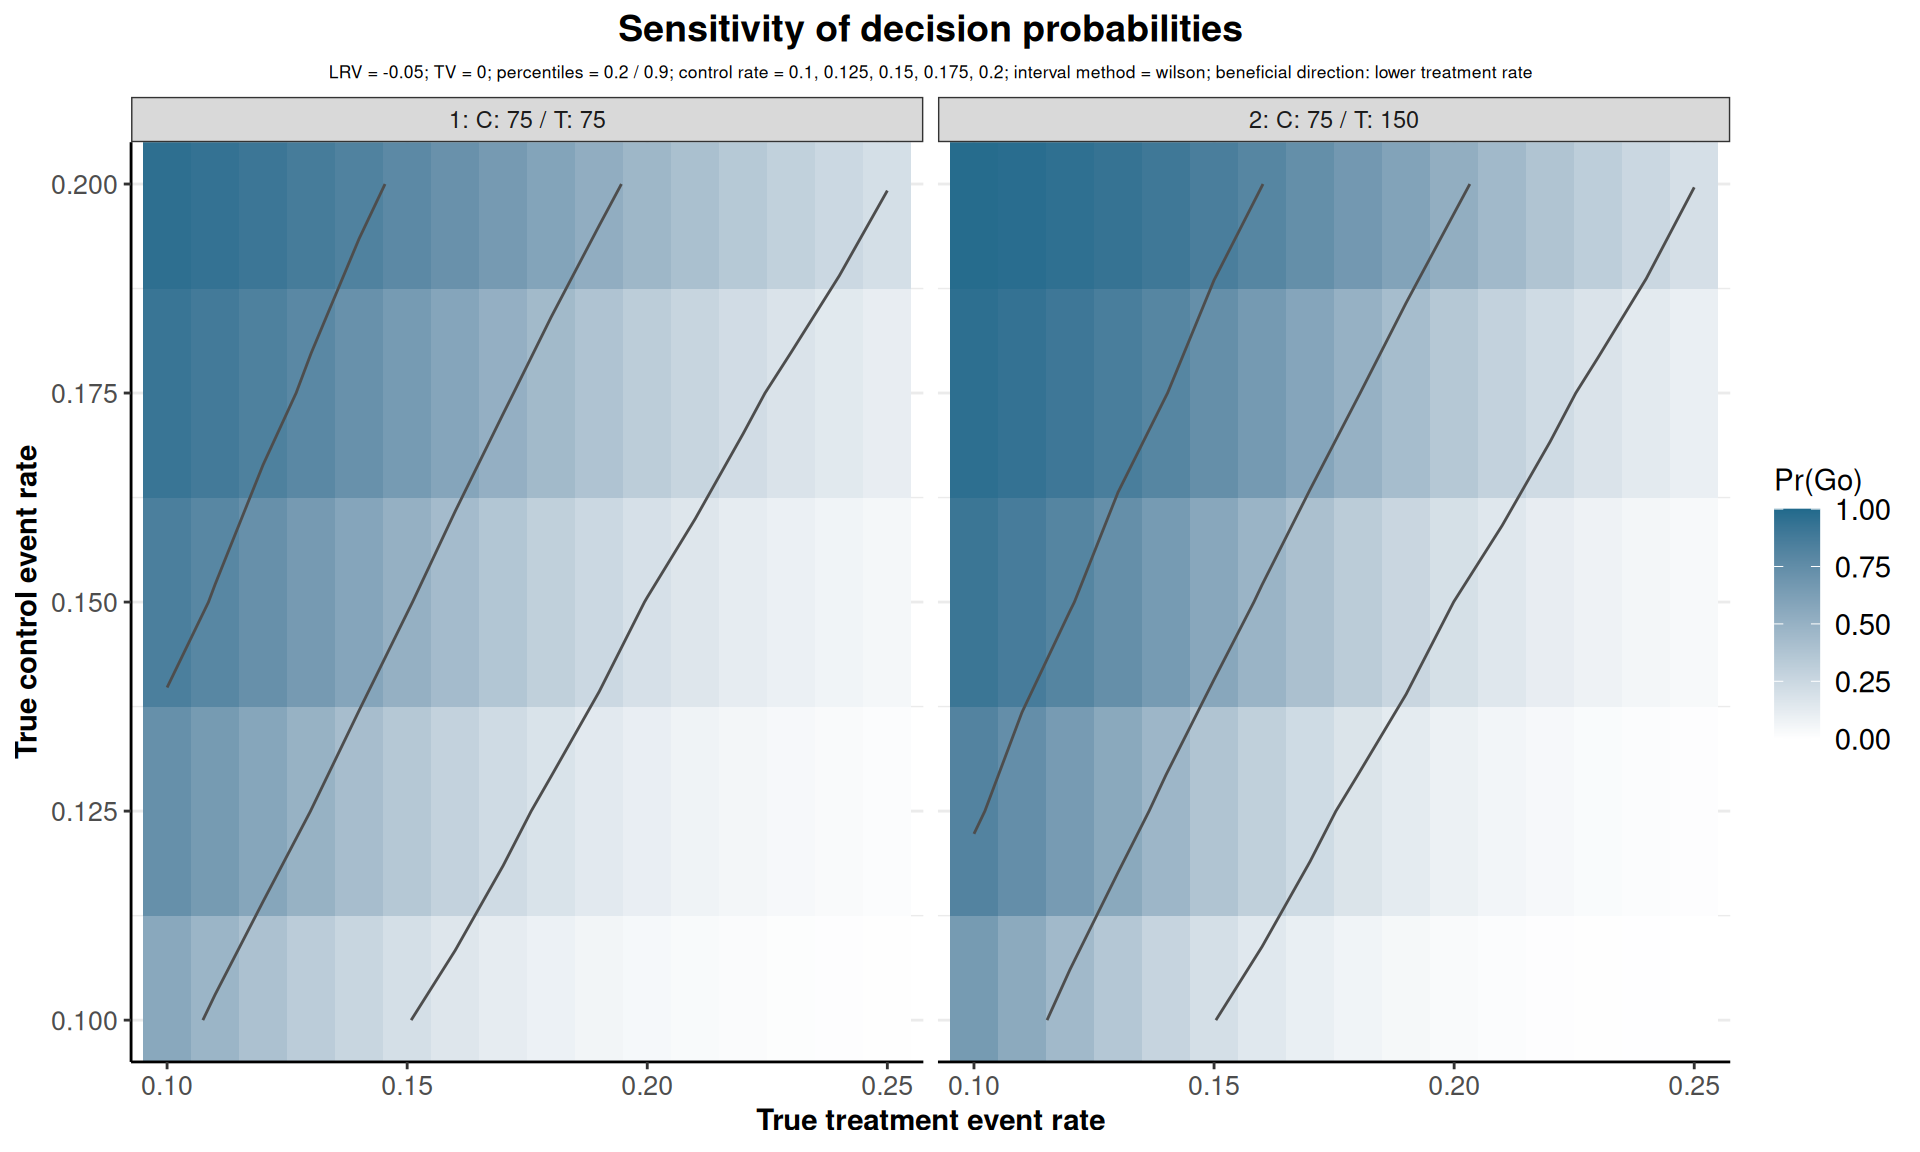 Sensitivity of decision probabilities
LRV = -0.05; TV = 0; percentiles = 0.2 / 0.9; control rate = 0.1, 0.125, 0.15, 0.175, 0.2; interval method = wilson; beneficial direction: lower treatment rate
1: C: 75 / T: 75
2: C: 75 / T: 150
True control event rate
0.200
0.175
0.150
0.125
0.100
0.10 0.15 0.20 0.25
0.10 0.15 0.20 0.25
True treatment event rate
Pr(Go)
1.00
0.75
0.50
0.25
0.00